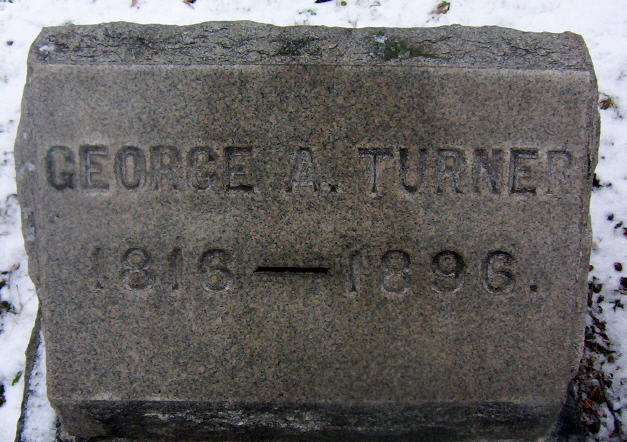 GEORGE A. TURNER
1816 — 1896.